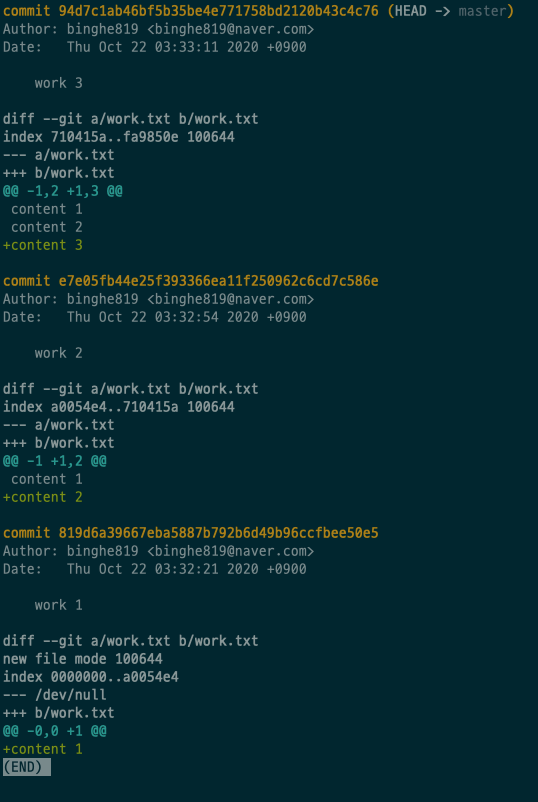 commit 94d7c1ab46bf5b35be4e771758bd2120b43c4c76 (HEAD -> master)
Author: binghe819 <binghe819@naver.com>
Date:   Thu Oct 22 03:33:11 2020 +0900
    work 3
diff --git a/work.txt b/work.txt
index 710415a..fa9850e 100644
--- a/work.txt
+++ b/work.txt
@@ -1,2 +1,3 @@
 content 1
 content 2
+content 3
commit e7e05fb44e25f393366ea11f250962c6cd7c586e
Author: binghe819 <binghe819@naver.com>
Date:   Thu Oct 22 03:32:54 2020 +0900
    work 2
diff --git a/work.txt b/work.txt
index a0054e4..710415a 100644
--- a/work.txt
+++ b/work.txt
@@ -1 +1,2 @@
 content 1
+content 2
commit 819d6a39667eba5887b792b6d49b96ccfbee50e5
Author: binghe819 <binghe819@naver.com>
Date:   Thu Oct 22 03:32:21 2020 +0900
    work 1
diff --git a/work.txt b/work.txt
new file mode 100644
index 0000000..a0054e4
--- /dev/null
+++ b/work.txt
@@ -0,0 +1 @@
+content 1
(END)